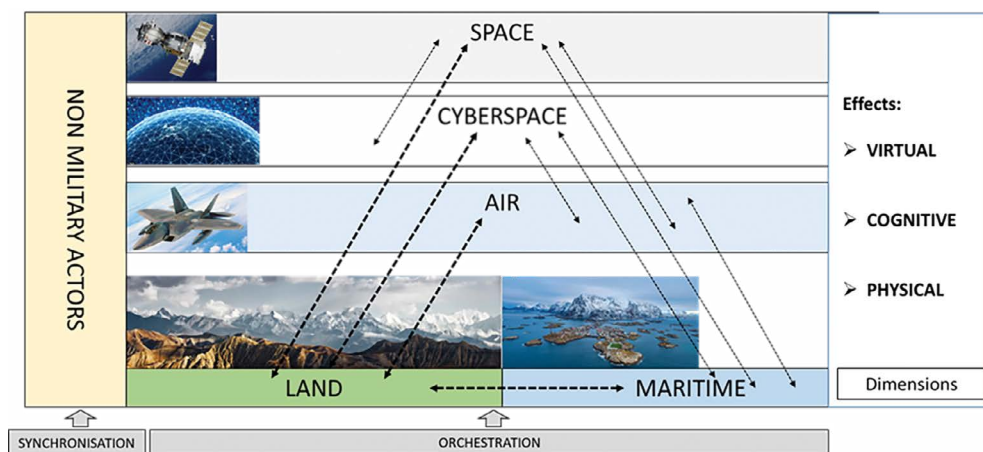 NON MILITARY ACTORS
SPACE
CYBERSPACE
AIR
LAND
MARITIME
Effects:
➢ VIRTUAL
➢ COGNITIVE
➢ PHYSICAL
Dimensions
SYNCHRONISATION
ORCHESTRATION